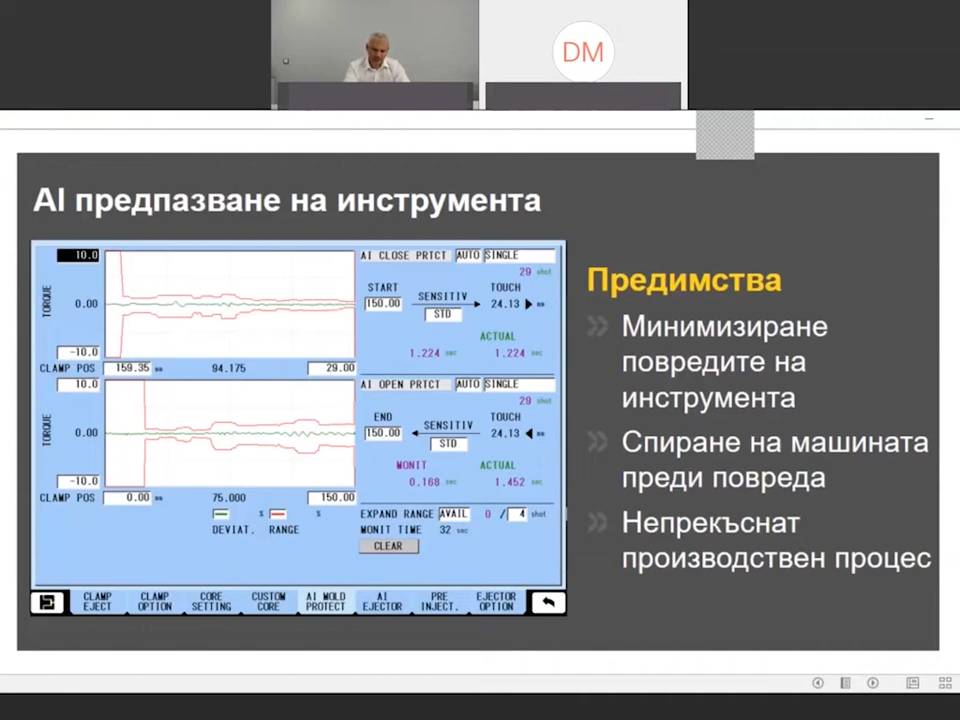 DM
AI предпазване на инструмента
10.0
AI CLOSE PRTCT AUTO SINGLE
29 shot
START
TOUCH
SENSITIV
150.00
24.13 mm
STD
TORQUE
0.00
ACTUAL
1.224 sec
1.224 sec
-10.0
CLAMP POS 159.35 mm 94.175 29.00
10.0
AI OPEN PRTCT AUTO SINGLE
29 shot
END
TOUCH
SENSITIV
150.00
24.13 mm
STD
TORQUE
0.00
MONIT
ACTUAL
0.168 sec
1.452 sec
-10.0
CLAMP POS 0.00 mm 75.000 150.00
% %
DEVIAT. RANGE
EXPAND RANGE AVAIL 0 / 4 shot
MONIT TIME 32 sec
CLEAR
CLAMP EJECT
CLAMP OPTION
CORE SETTING
CUSTOM CORE
AI MOLD PROTECT
AI EJECTOR
PRE INJECT.
EJECTOR OPTION
Предимства
Минимизиране
повредите на
инструмента
Спиране на машината
преди повреда
Непрекъснат
производствен процес